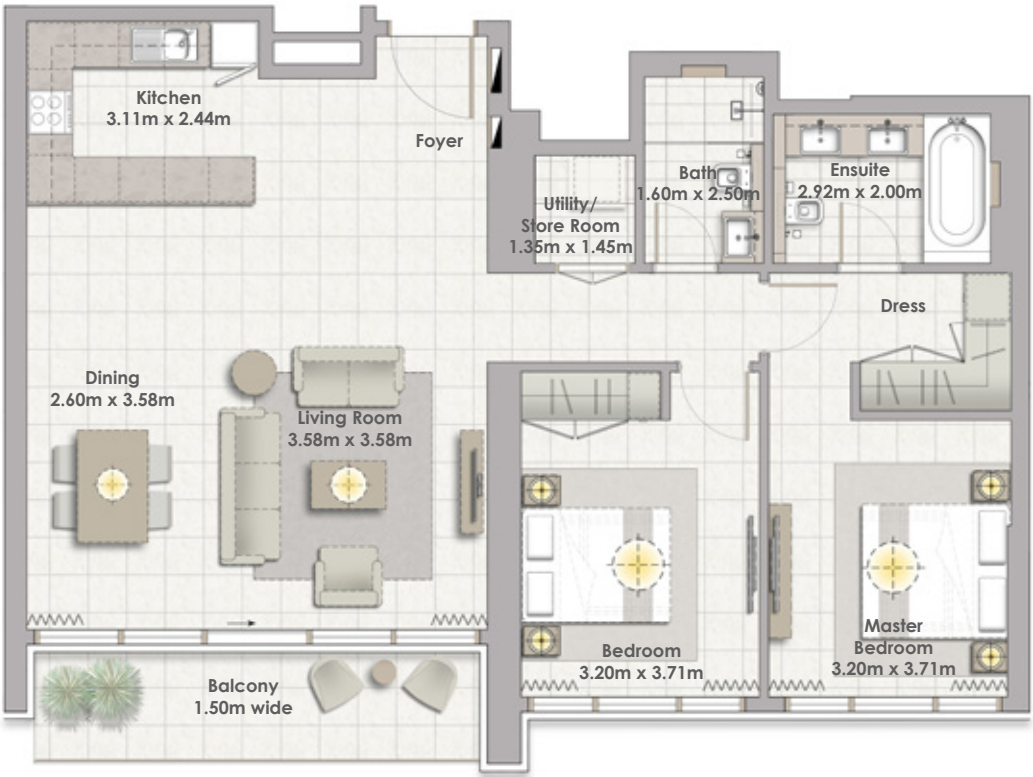 Kitchen
3.11m x 2.44m
Foyer
Bath
1.60m x 2.50m
Ensuite
2.92m x 2.00m
Utility/
Store Room
1.35m x 1.45m
Dress
Dining
2.60m x 3.58m
Living Room
3.58m x 3.58m
Bedroom
3.20m x 3.71m
Master
Bedroom
3.20m x 3.71m
Balcony
1.50m wide